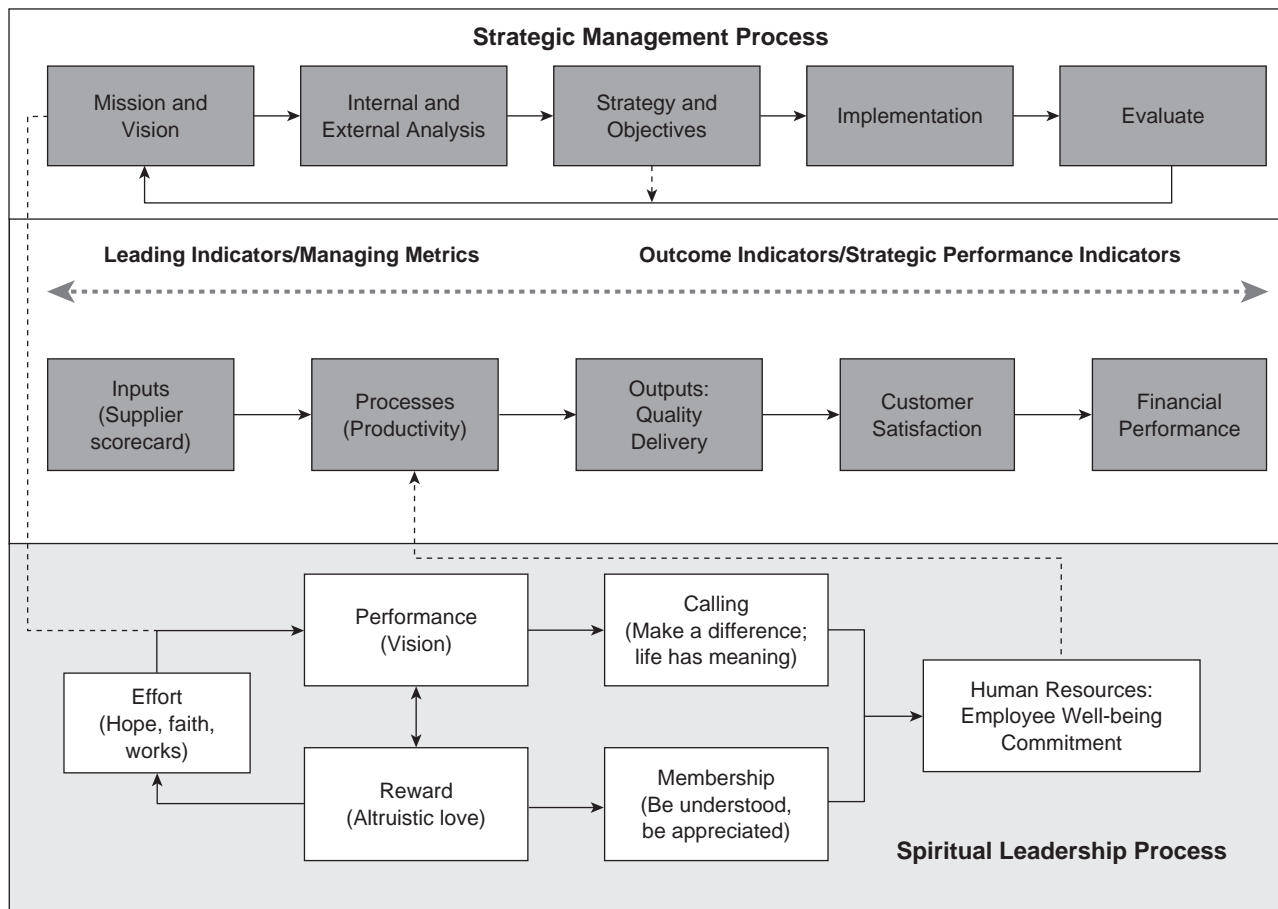 Strategic Management Process
Mission and
Vision
Internal and
External Analysis
Strategy and
Objectives
Implementation
Evaluate
Leading Indicators/Managing Metrics
Outcome Indicators/Strategic Performance Indicators
Inputs
(Supplier
scorecard)
Processes
(Productivity)
Outputs:
Quality
Delivery
Customer
Satisfaction
Financial
Performance
Performance
(Vision)
Calling
(Make a difference;
life has meaning)
Effort
(Hope, faith,
works)
Human Resources:
Employee Well-being
Commitment
Reward
(Altruistic love)
Membership
(Be understood,
be appreciated)
Spiritual Leadership Process